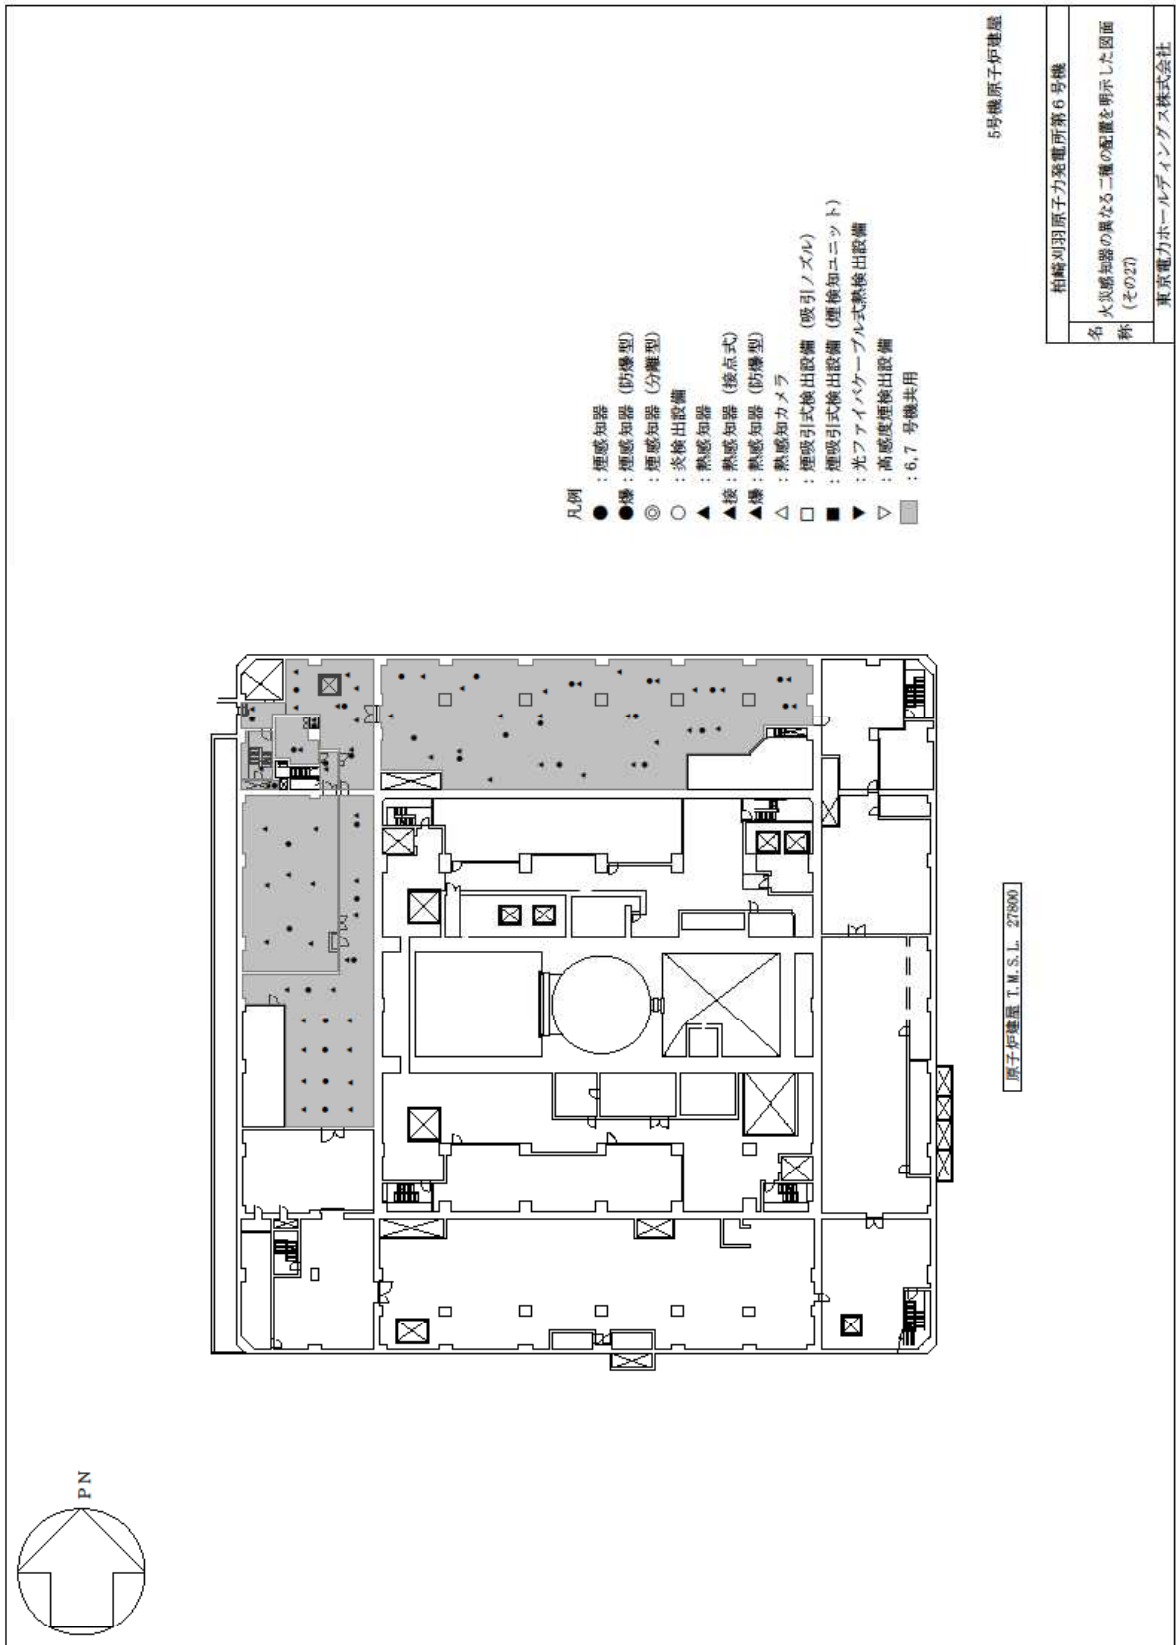 PN
凡例
● ：煙感知器
●爆：煙感知器（防爆型）
◎ ：煙感知器（分離型）
○ ：炎検出設備
▲ ：熱感知器
▲接：熱感知器（接点式）
▲爆：熱感知器（防爆型）
△ ：熱感知カメラ
□ ：煙吸引式検出設備（吸引ノズル）
■ ：煙吸引式検出設備（煙検知ユニット）
▼ ：光ファイバケーブル式熱検出設備
▽ ：高感度煙検出設備
：6,7 号機共用
原子炉建屋 T.M.S.L. 27800
5号機原子炉建屋
柏崎刈羽原子力発電所第6号機
名称
火災感知器の異なる二種の配置を明示した図面
(その27)
東京電力ホールディングス株式会社